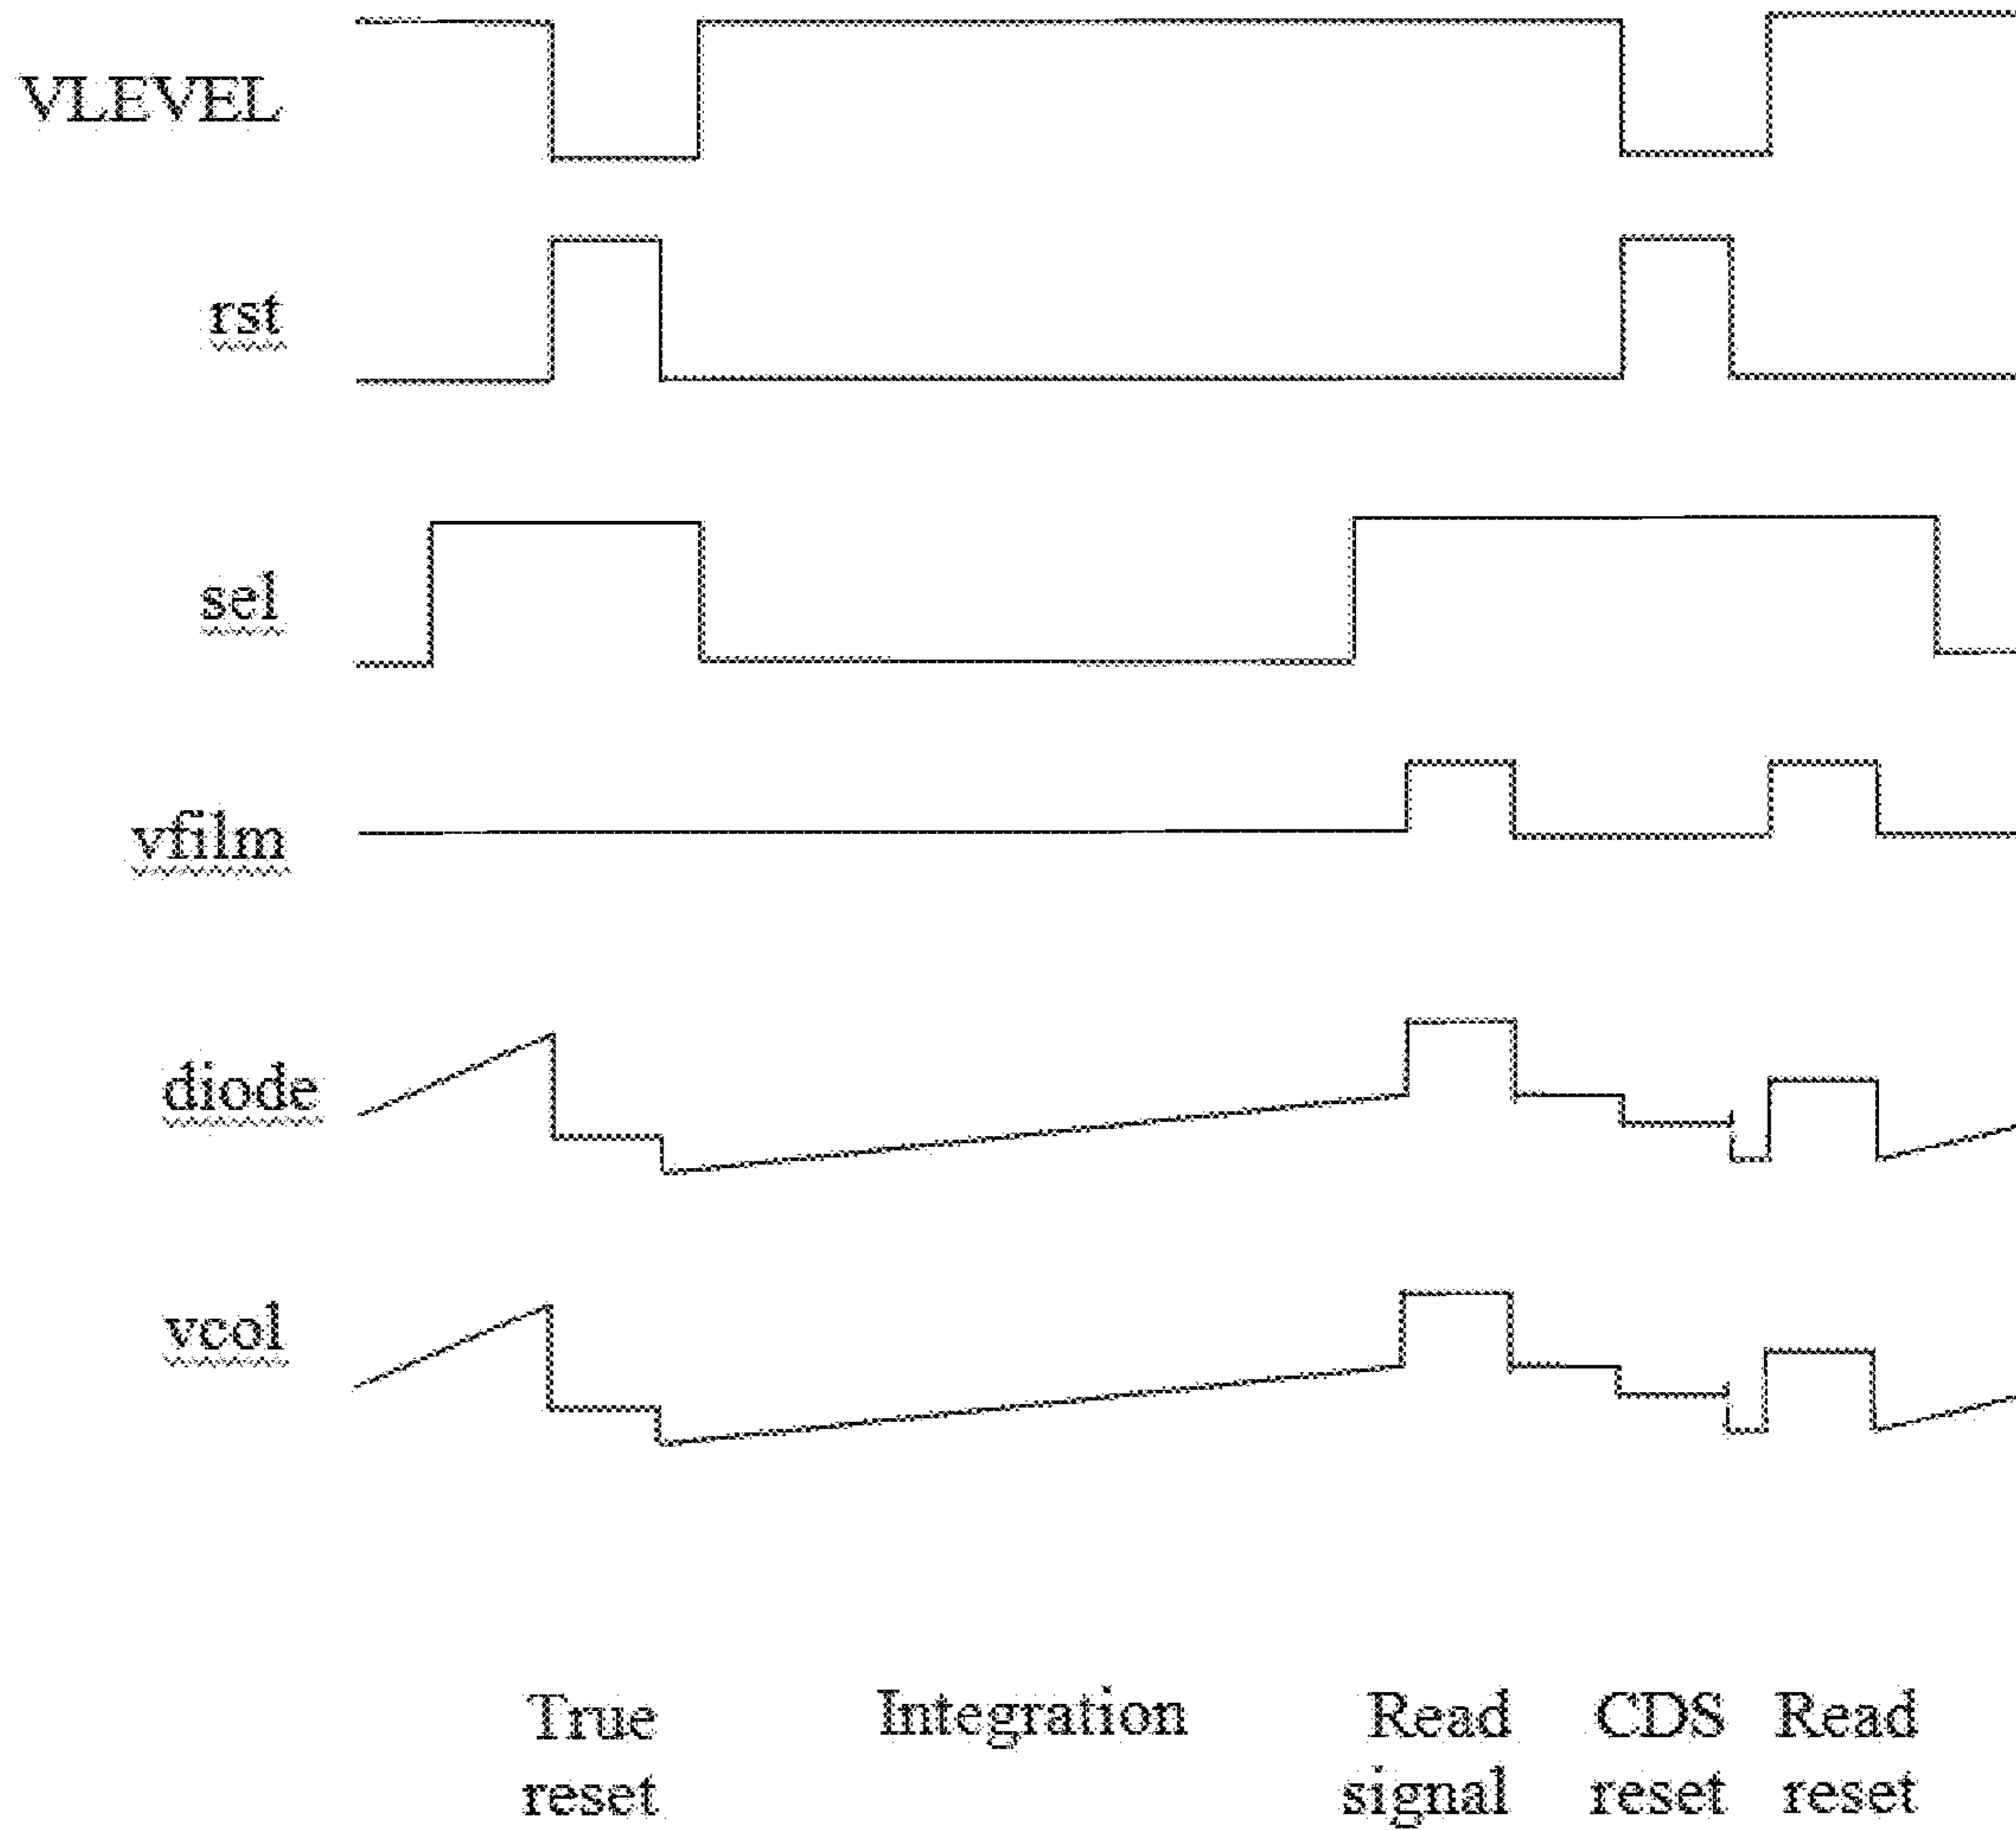 VLEVEL
rst
sel
vfilm
diode
vcol
True Integration Read CDS Read
reset signal reset reset